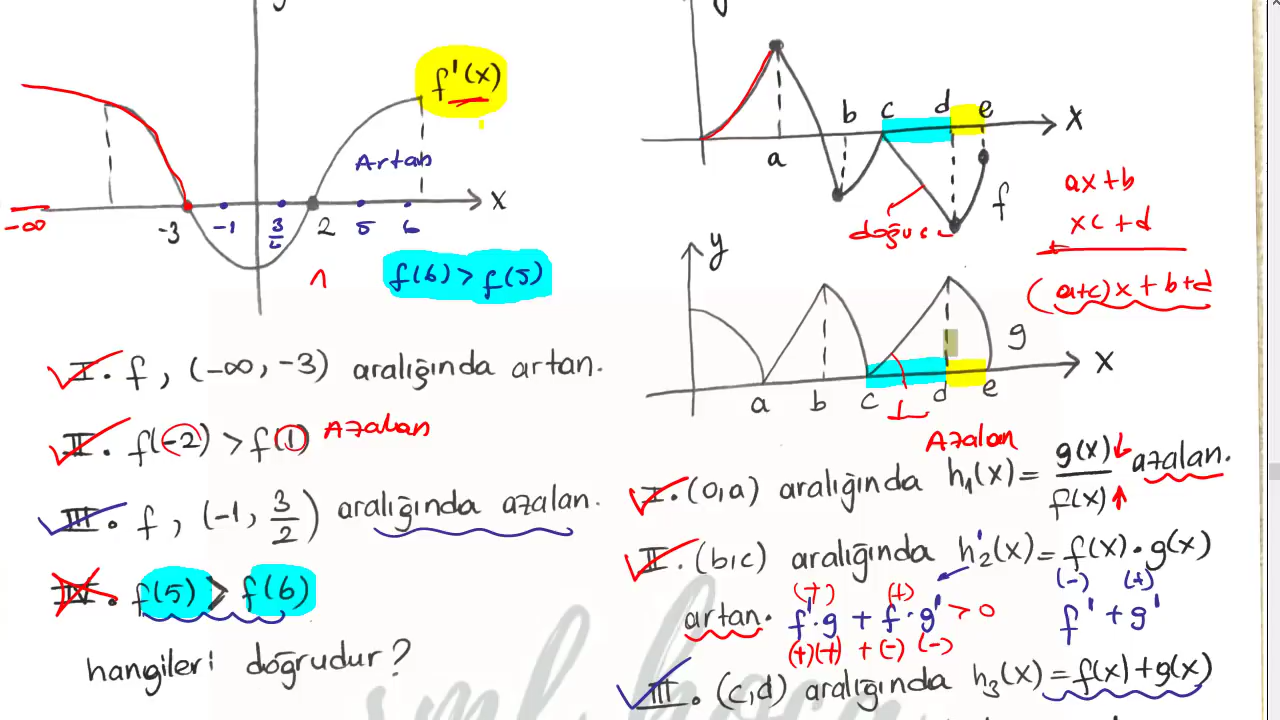 y
f'(x)
Artan
x
-∞
-3
-1
3/2
2
5
6
f(6) > f(5)
I. f, (-∞, -3) aralığında artan.
II. f(-2) > f(1) Azalan
III. f, (-1, 3/2) aralığında azalan.
IV. f(5) > f(6)
hangileri doğrudur?
y
a
b
c
d
e
x
f
doğusal
ax+b
xc+d
+
(a+c)x + b+d
y
g
x
a
b
c
d
e
Azalan
I. (0,a) aralığında h₁(x) = g(x)↓/f(x)↑ azalan.
II. (b,c) aralığında h₂'(x) = f(x)·g(x)
(-) (+)
(+) (+)
artan. f'·g + f·g' > 0 f' + g'
(+)(+) + (-) (-)
III. (c,d) aralığında h₃(x) = f(x)+g(x)